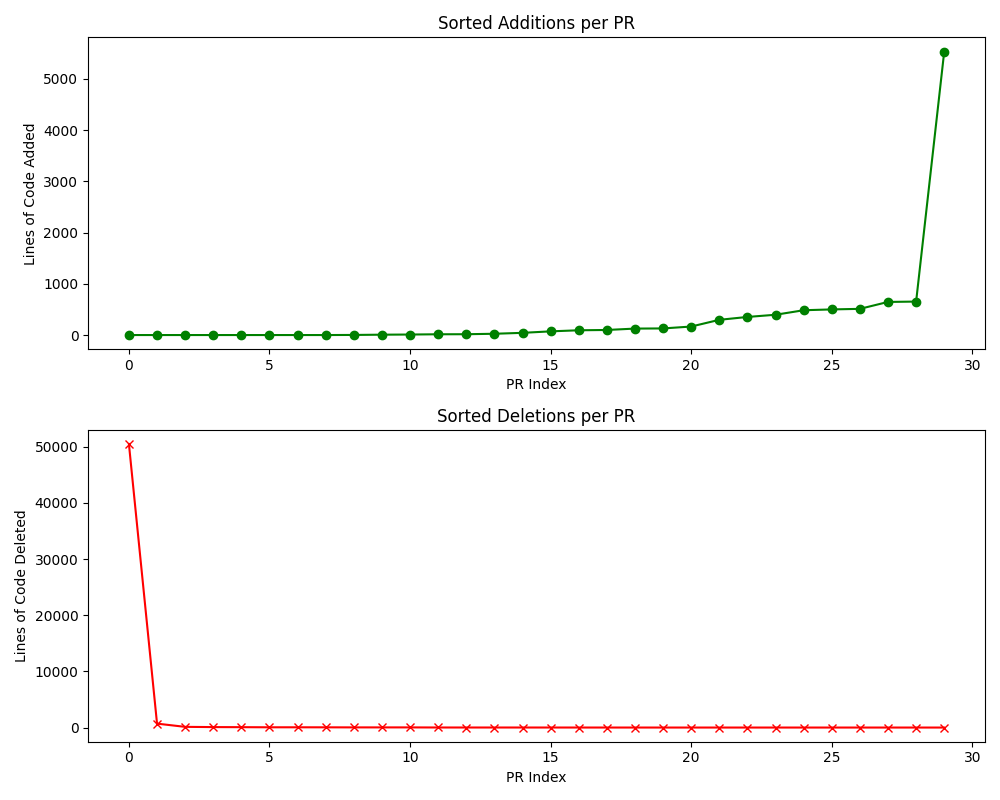 Sorted Additions per PR
Lines of Code Added
5000
4000
3000
2000
1000
0
0 5 10 15 20 25 30
PR Index
Sorted Deletions per PR
Lines of Code Deleted
50000
40000
30000
20000
10000
0
0 5 10 15 20 25 30
PR Index